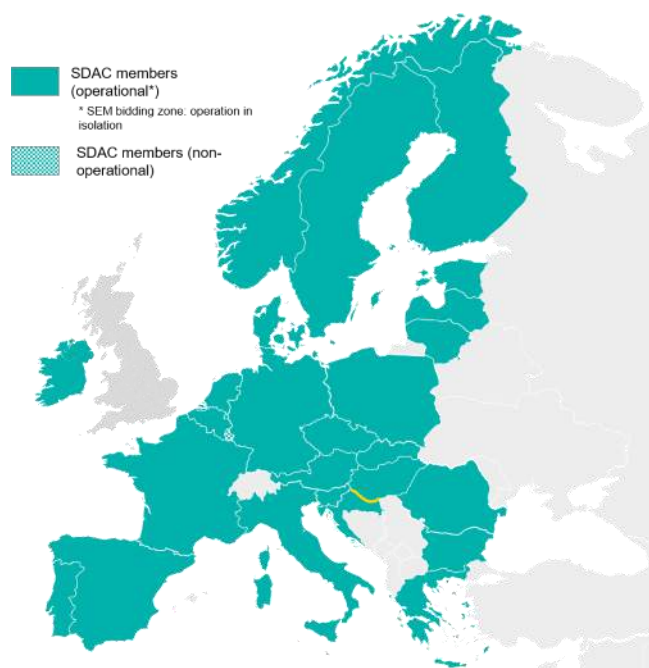 SDAC members
(operational*)
* SEM bidding zone: operation in
isolation
SDAC members (non-
operational)